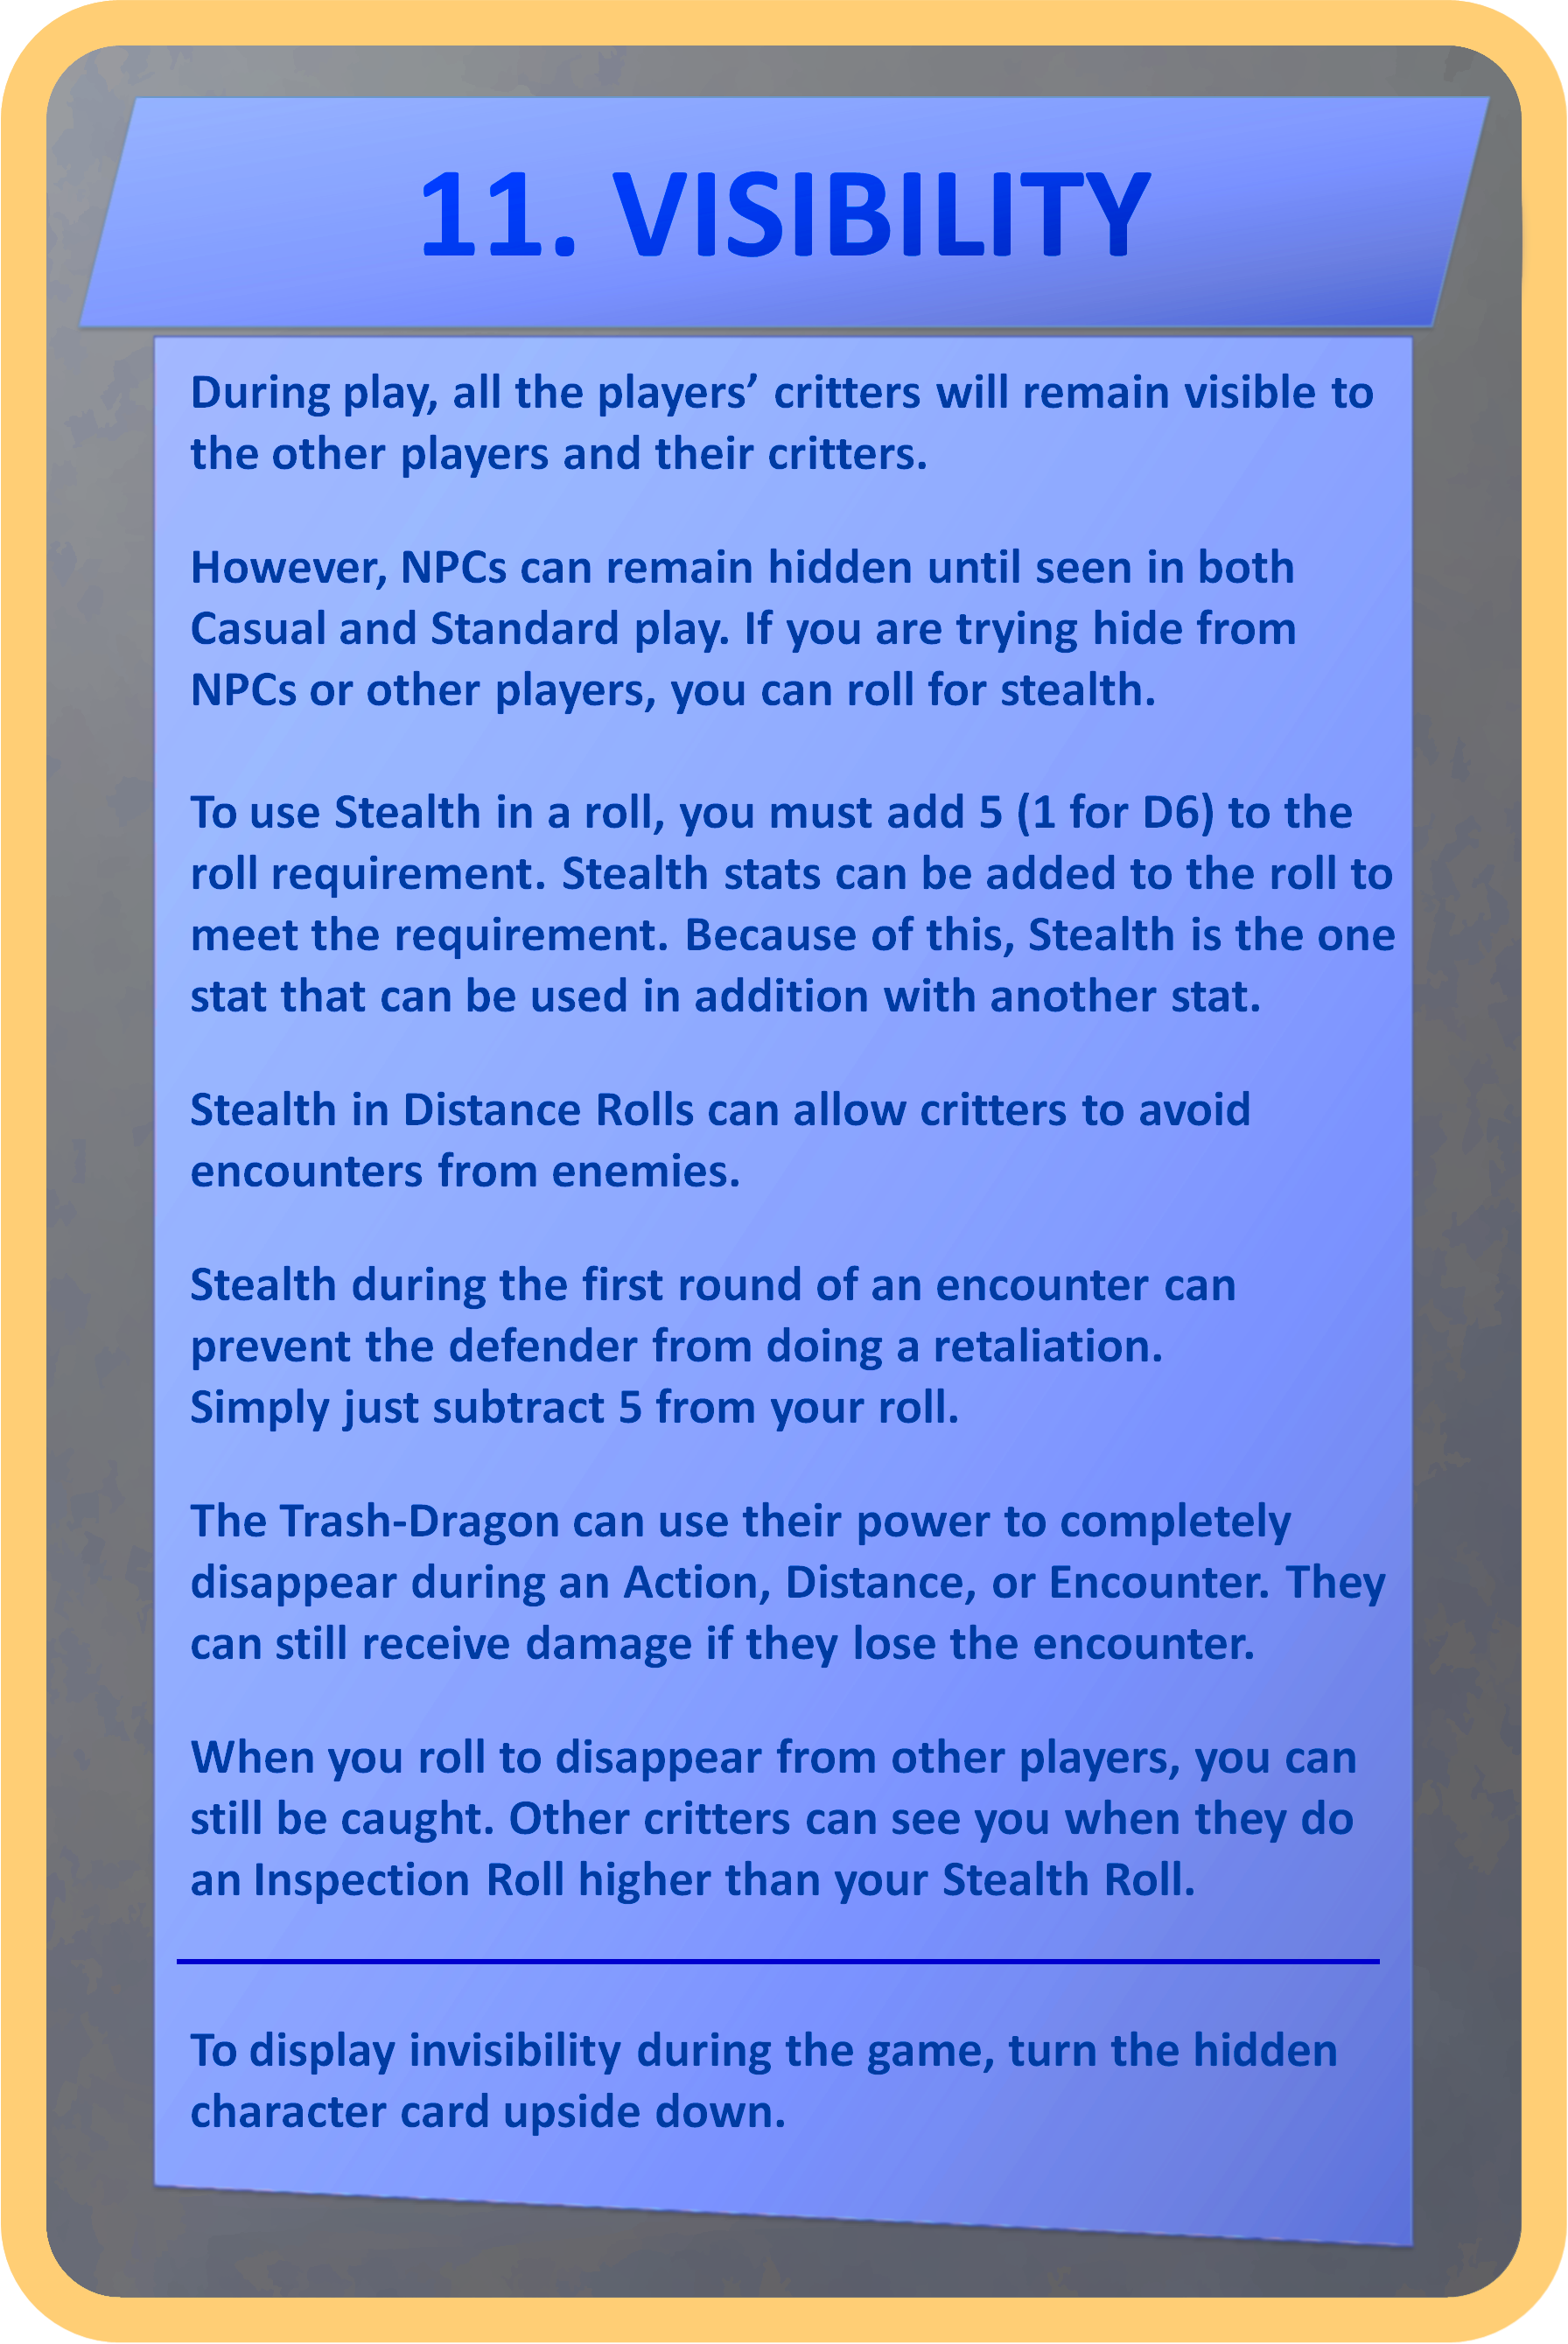 11. VISIBILITY
During play, all the players’ critters will remain visible to
the other players and their critters.
However, NPCs can remain hidden until seen in both
Casual and Standard play. If you are trying hide from
NPCs or other players, you can roll for stealth.
To use Stealth in a roll, you must add 5 (1 for D6) to the
roll requirement. Stealth stats can be added to the roll to
meet the requirement. Because of this, Stealth is the one
stat that can be used in addition with another stat.
Stealth in Distance Rolls can allow critters to avoid
encounters from enemies.
Stealth during the first round of an encounter can
prevent the defender from doing a retaliation.
Simply just subtract 5 from your roll.
The Trash-Dragon can use their power to completely
disappear during an Action, Distance, or Encounter. They
can still receive damage if they lose the encounter.
When you roll to disappear from other players, you can
still be caught. Other critters can see you when they do
an Inspection Roll higher than your Stealth Roll.
To display invisibility during the game, turn the hidden
character card upside down.